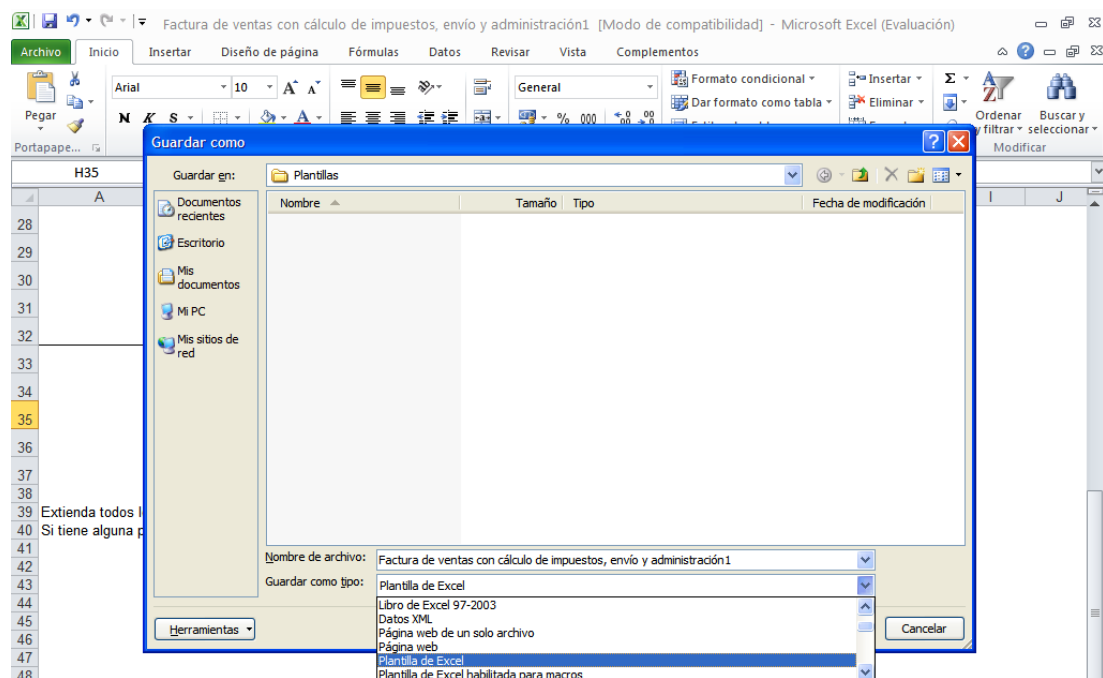 Factura de ventas con cálculo de impuestos, envío y administración1 [Modo de compatibilidad] - Microsoft Excel (Evaluación)
Archivo Inicio Insertar Diseño de página Fórmulas Datos Revisar Vista Complementos
Pegar
Portapape...
Arial 10
N K S
General
% 000
Formato condicional
Dar formato como tabla
Insertar
Eliminar
Σ
Ordenar y filtrar
Buscar y seleccionar
Modificar
H35
Guardar como
Guardar en: Plantillas
Documentos recientes
Escritorio
Mis documentos
Mi PC
Mis sitios de red
Nombre Tamaño Tipo Fecha de modificación
A I J
28
29
30
31
32
33
34
35
36
37
38
39 Extienda todos l
40 Si tiene alguna p
41
42
43
44
45
46
47
48
Nombre de archivo: Factura de ventas con cálculo de impuestos, envío y administración1
Guardar como tipo: Plantilla de Excel
Libro de Excel 97-2003
Datos XML
Página web de un solo archivo
Página web
Plantilla de Excel
Plantilla de Excel habilitada para macros
Herramientas
Cancelar